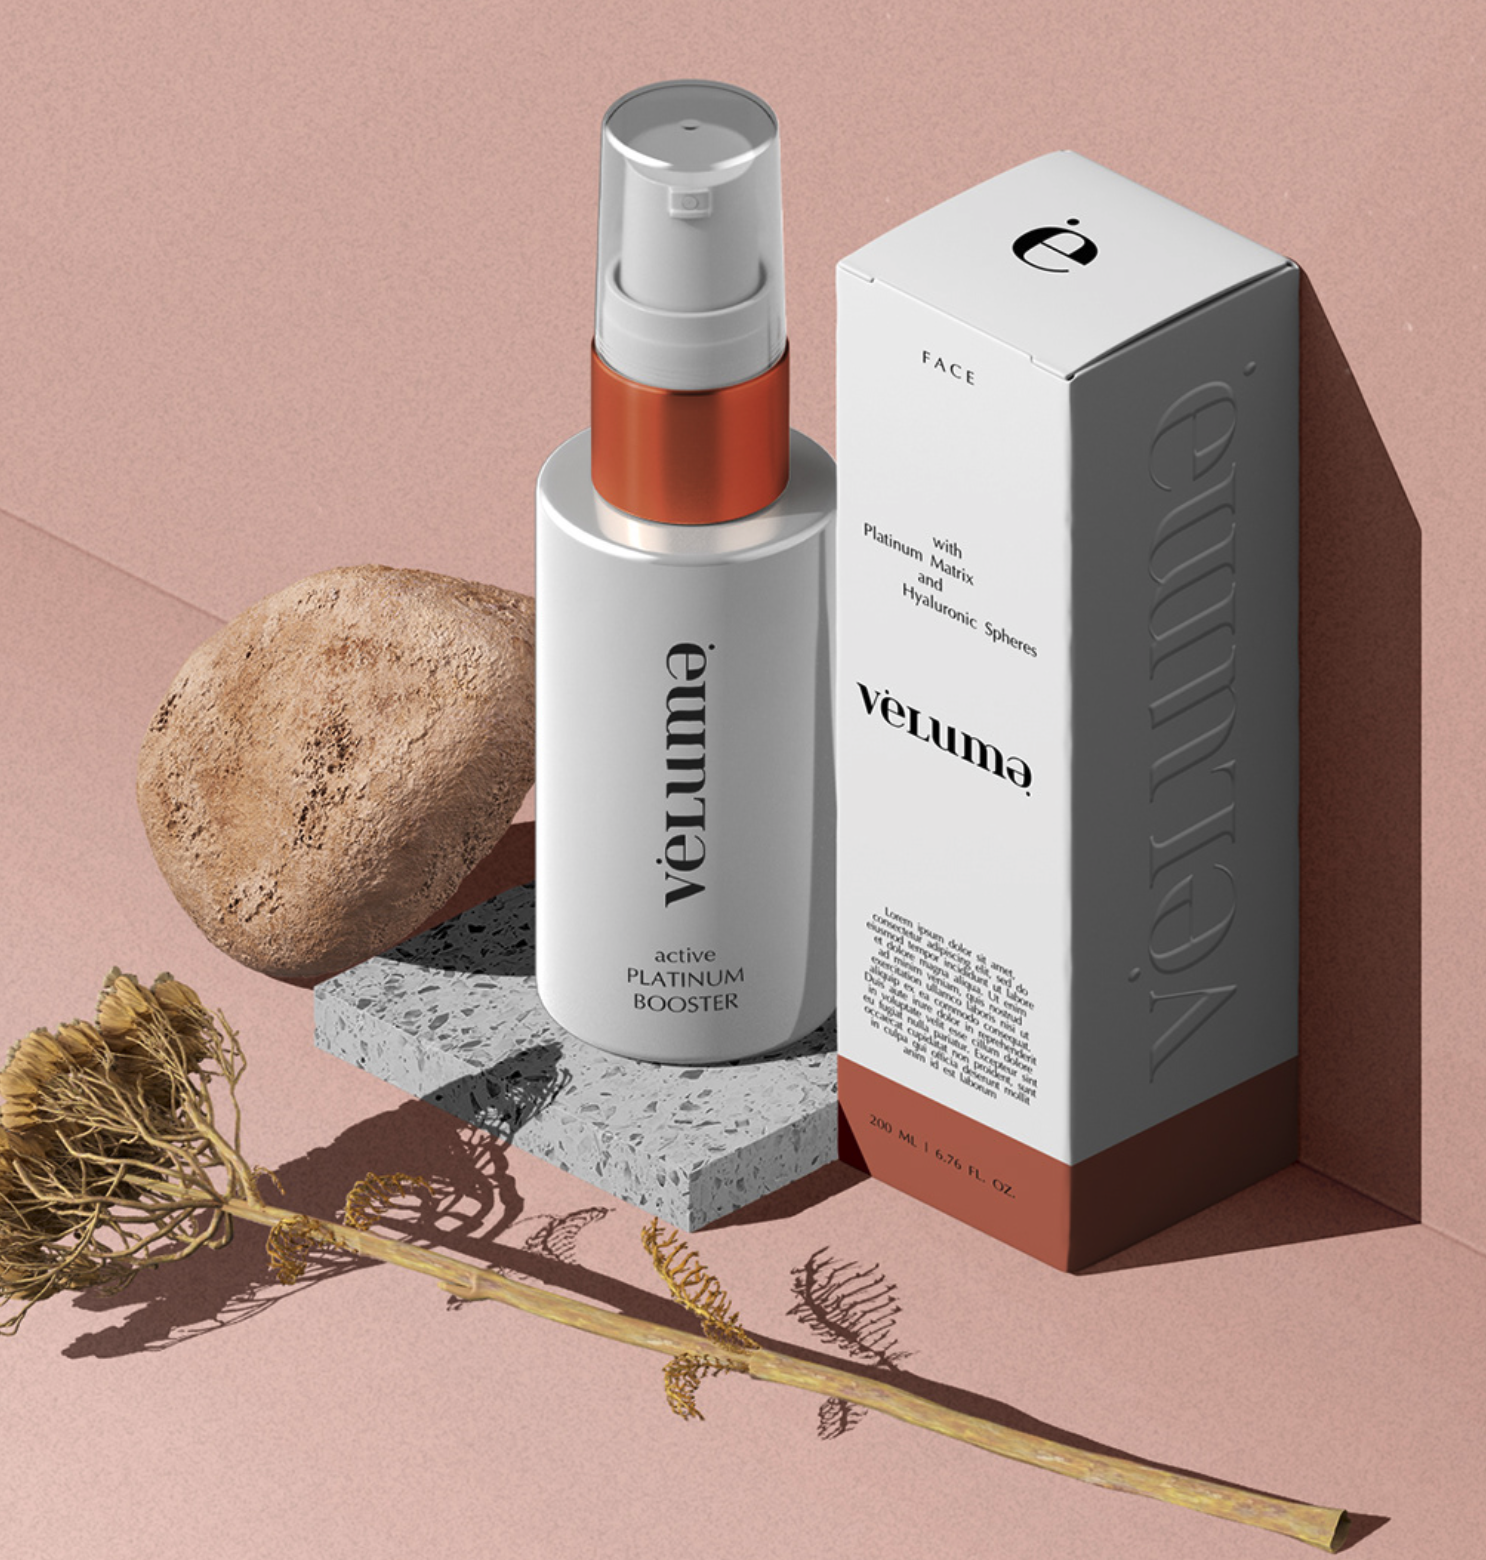 vėLumə
active
PLATINUM
BOOSTER
ė
FACE
with
Platinum Matrix
and
Hyaluronic Spheres
vėLumə
Lorem ipsum dolor sit amet,
consectetur adipiscing elit, sed do
eiusmod tempor incididunt ut labore
et dolore magna aliqua. Ut enim
ad minim veniam, quis nostrud
exercitation ullamco laboris nisi ut
aliquip ex ea commodo consequat.
Duis aute irure dolor in reprehenderit
in voluptate velit esse cillum dolore
eu fugiat nulla pariatur. Excepteur sint
occaecat cupidatat non proident, sunt
in culpa qui officia deserunt mollit
anim id est laborum
200 ML | 6.76 FL. OZ.
vėLumė